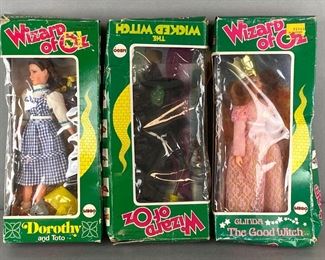 Wizard
of Oz
MEGO
Dorothy
and Toto
MEGO
THE
WICKED WITCH
MEGO
WIZARD
OF OZ
Wizard
of Oz
GLINDA
The Good Witch
MEGO